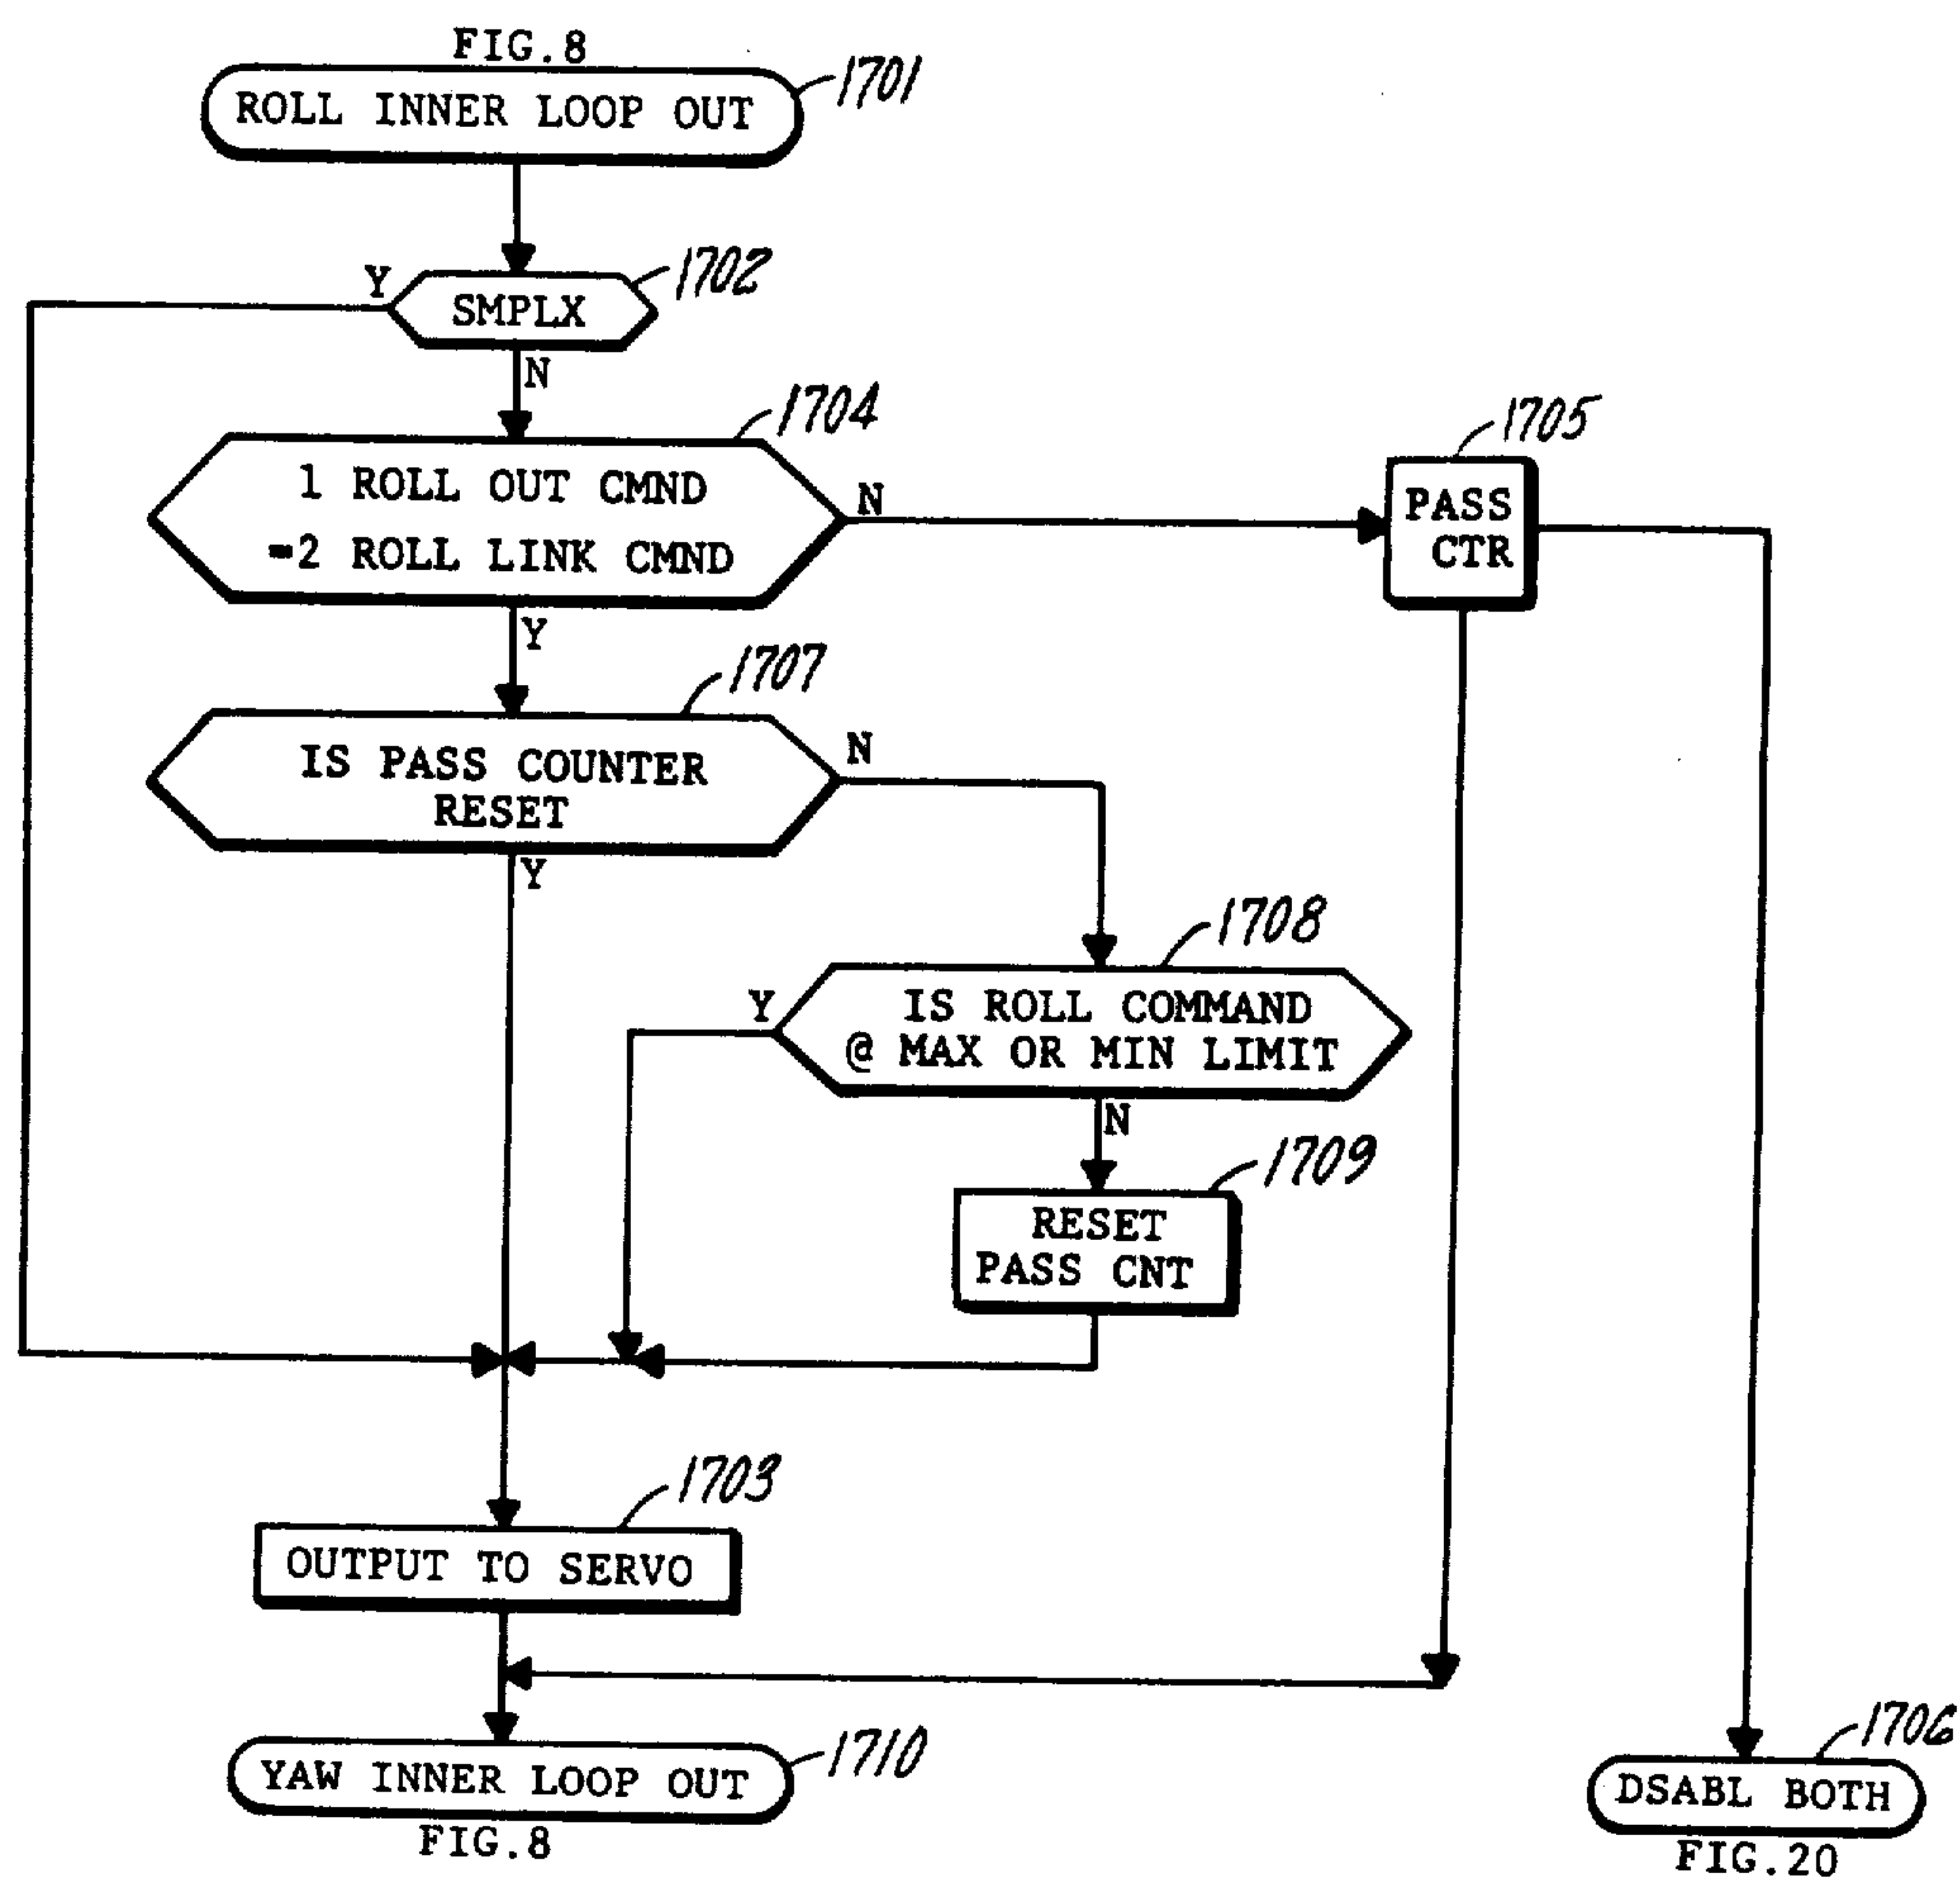 FIG.8
ROLL INNER LOOP OUT
1701
Y
SMPLX
1702
N
1 ROLL OUT CMND
=2 ROLL LINK CMND
1704
N
PASS
CTR
1705
Y
IS PASS COUNTER
RESET
1707
N
Y
1708
Y
IS ROLL COMMAND
@ MAX OR MIN LIMIT
N
1709
RESET
PASS CNT
1703
OUTPUT TO SERVO
YAW INNER LOOP OUT
1710
FIG.8
1706
DSABL BOTH
FIG.20